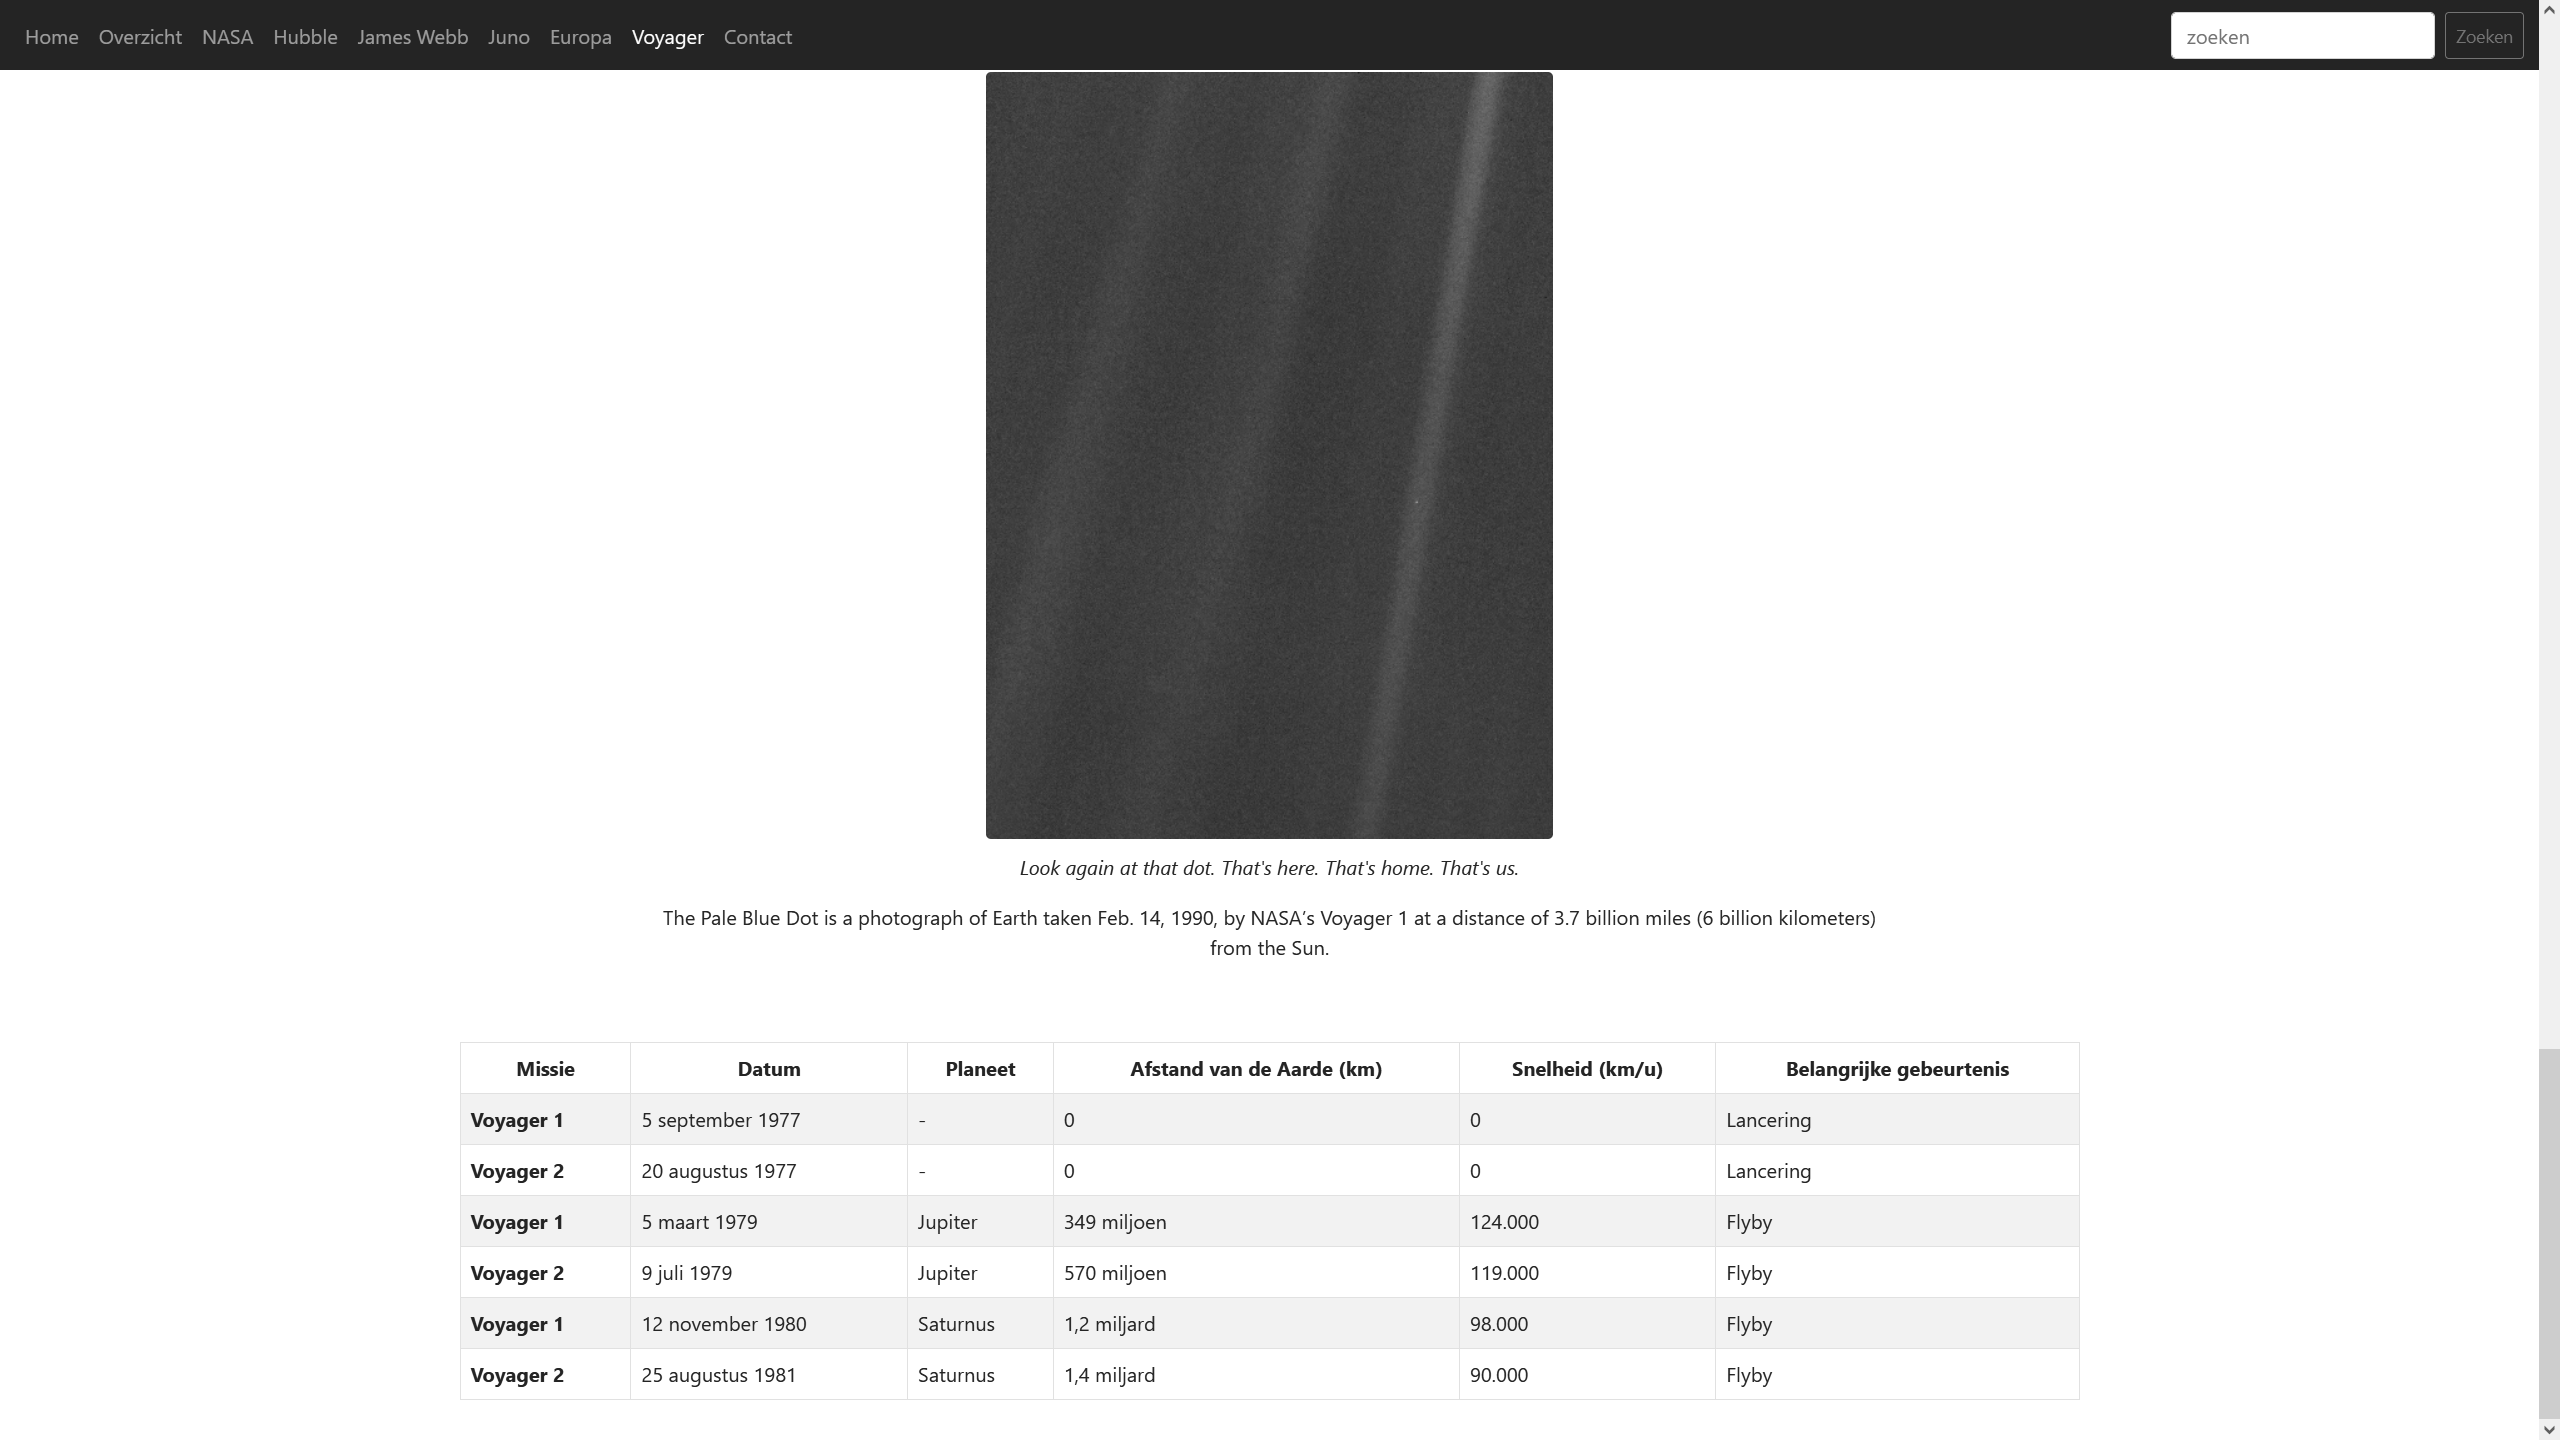 Home Overzicht NASA Hubble James Webb Juno Europa Voyager Contact zoeken Zoeken
Look again at that dot. That's here. That's home. That's us.
The Pale Blue Dot is a photograph of Earth taken Feb. 14, 1990, by NASA’s Voyager 1 at a distance of 3.7 billion miles (6 billion kilometers)
from the Sun.
Missie Datum Planeet Afstand van de Aarde (km) Snelheid (km/u) Belangrijke gebeurtenis
Voyager 1 5 september 1977 - 0 0 Lancering
Voyager 2 20 augustus 1977 - 0 0 Lancering
Voyager 1 5 maart 1979 Jupiter 349 miljoen 124.000 Flyby
Voyager 2 9 juli 1979 Jupiter 570 miljoen 119.000 Flyby
Voyager 1 12 november 1980 Saturnus 1,2 miljard 98.000 Flyby
Voyager 2 25 augustus 1981 Saturnus 1,4 miljard 90.000 Flyby